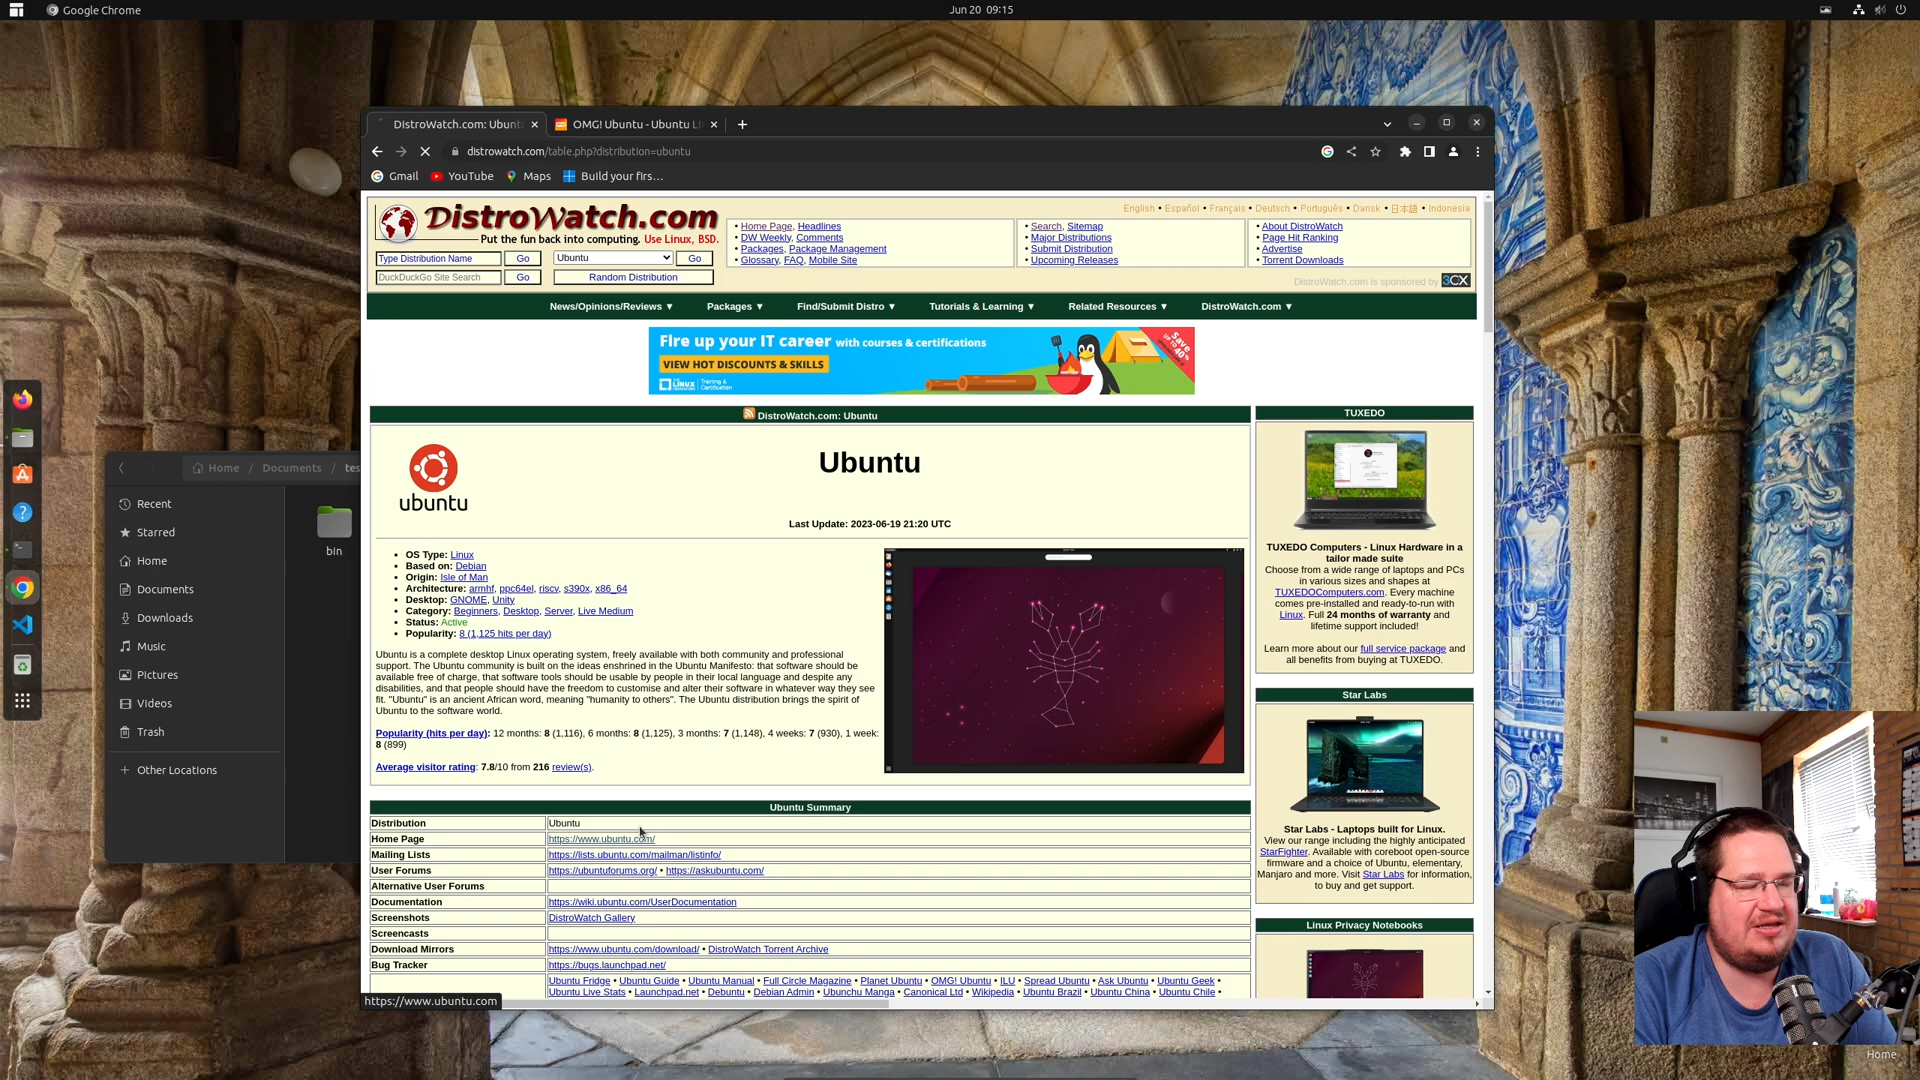 Google Chrome
Jun 20 09:15
DistroWatch.com: Ubunt
OMG! Ubuntu - Ubuntu Li
distrowatch.com/table.php?distribution=ubuntu
Gmail
YouTube
Maps
Build your firs…
DistroWatch.com
Put the fun back into computing. Use Linux, BSD.
English • Español • Français • Deutsch • Português • Dansk • 日本語 • Indonesia
• Home Page, Headlines
• DW Weekly, Comments
• Packages, Package Management
• Glossary, FAQ, Mobile Site
• Search, Sitemap
• Major Distributions
• Submit Distribution
• Upcoming Releases
• About DistroWatch
• Page Hit Ranking
• Advertise
• Torrent Downloads
Type Distribution Name
Go
Ubuntu
Go
DuckDuckGo Site Search
Go
Random Distribution
DistroWatch.com is sponsored by 3CX
News/Opinions/Reviews ▼
Packages ▼
Find/Submit Distro ▼
Tutorials & Learning ▼
Related Resources ▼
DistroWatch.com ▼
Fire up your IT career with courses & certifications
VIEW HOT DISCOUNTS & SKILLS
Save up to 40%
THE LINUX FOUNDATION Training & Certification
DistroWatch.com: Ubuntu
ubuntu
Ubuntu
Last Update: 2023-06-19 21:20 UTC
• OS Type: Linux
• Based on: Debian
• Origin: Isle of Man
• Architecture: armhf, ppc64el, riscv, s390x, x86_64
• Desktop: GNOME, Unity
• Category: Beginners, Desktop, Server, Live Medium
• Status: Active
• Popularity: 8 (1,125 hits per day)
Ubuntu is a complete desktop Linux operating system, freely available with both community and professional
support. The Ubuntu community is built on the ideas enshrined in the Ubuntu Manifesto: that software should be
available free of charge, that software tools should be usable by people in their local language and despite any
disabilities, and that people should have the freedom to customise and alter their software in whatever way they see
fit. "Ubuntu" is an ancient African word, meaning "humanity to others". The Ubuntu distribution brings the spirit of
Ubuntu to the software world.
Popularity (hits per day): 12 months: 8 (1,116), 6 months: 8 (1,125), 3 months: 7 (1,148), 4 weeks: 7 (930), 1 week:
8 (899)
Average visitor rating: 7.8/10 from 216 review(s).
Ubuntu Summary
Distribution Ubuntu
Home Page https://www.ubuntu.com/
Mailing Lists https://lists.ubuntu.com/mailman/listinfo/
User Forums https://ubuntuforums.org/ • https://askubuntu.com/
Alternative User Forums
Documentation https://wiki.ubuntu.com/UserDocumentation
Screenshots DistroWatch Gallery
Screencasts
Download Mirrors https://www.ubuntu.com/download/ • DistroWatch Torrent Archive
Bug Tracker https://bugs.launchpad.net/
Ubuntu Fridge • Ubuntu Guide • Ubuntu Manual • Full Circle Magazine • Planet Ubuntu • OMG! Ubuntu • ILU • Spread Ubuntu • Ask Ubuntu • Ubuntu Geek •
Ubuntu Live Stats • Launchpad.net • Debuntu • Debian Admin • Ubunchu Manga • Canonical Ltd • Wikipedia • Ubuntu Brazil • Ubuntu China • Ubuntu Chile •
https://www.ubuntu.com
TUXEDO
TUXEDO Computers - Linux Hardware in a
tailor made suite
Choose from a wide range of laptops and PCs
in various sizes and shapes at
TUXEDOComputers.com. Every machine
comes pre-installed and ready-to-run with
Linux. Full 24 months of warranty and
lifetime support included!
Learn more about our full service package and
all benefits from buying at TUXEDO.
Star Labs
Star Labs - Laptops built for Linux.
View our range including the highly anticipated
StarFighter. Available with coreboot open-source
firmware and a choice of Ubuntu, elementary,
Manjaro and more. Visit Star Labs for information,
to buy and get support.
Linux Privacy Notebooks
Home / Documents / tes
Recent
Starred
Home
Documents
Downloads
Music
Pictures
Videos
Trash
+ Other Locations
bin
Home